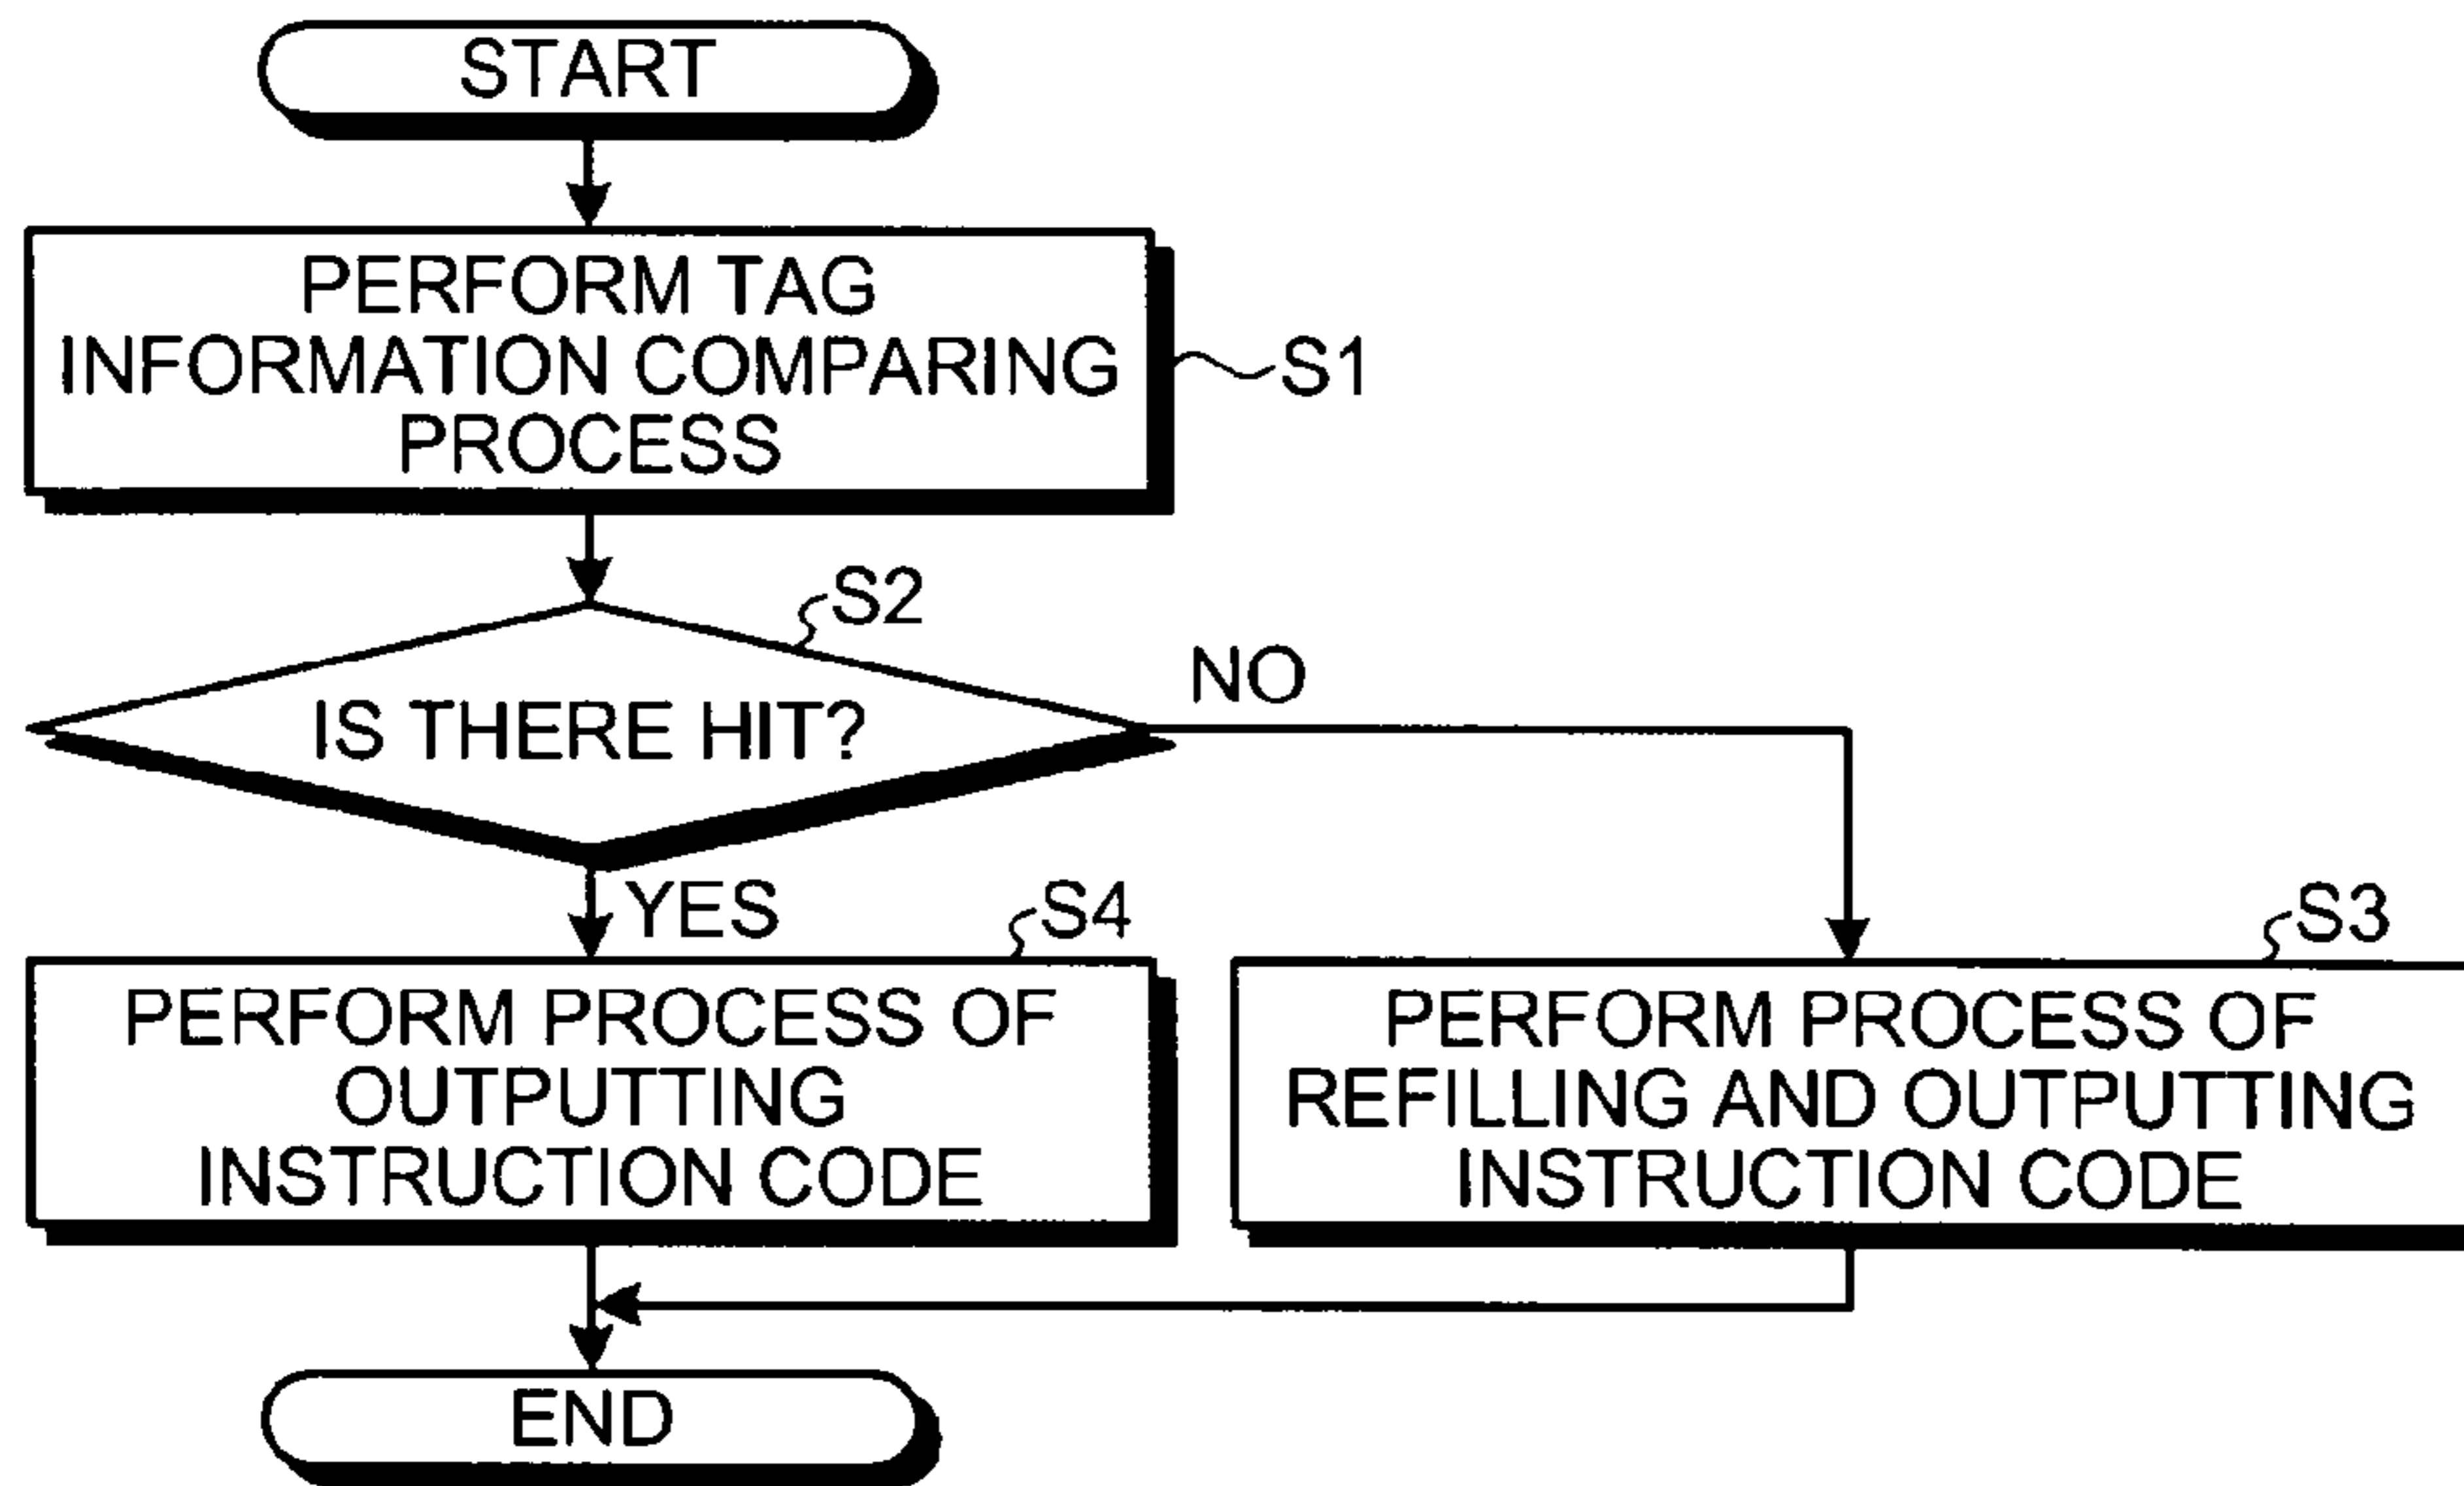 START
PERFORM TAG
INFORMATION COMPARING
PROCESS
S1
S2
IS THERE HIT?
NO
YES
S4
PERFORM PROCESS OF
OUTPUTTING
INSTRUCTION CODE
S3
PERFORM PROCESS OF
REFILLING AND OUTPUTTING
INSTRUCTION CODE
END